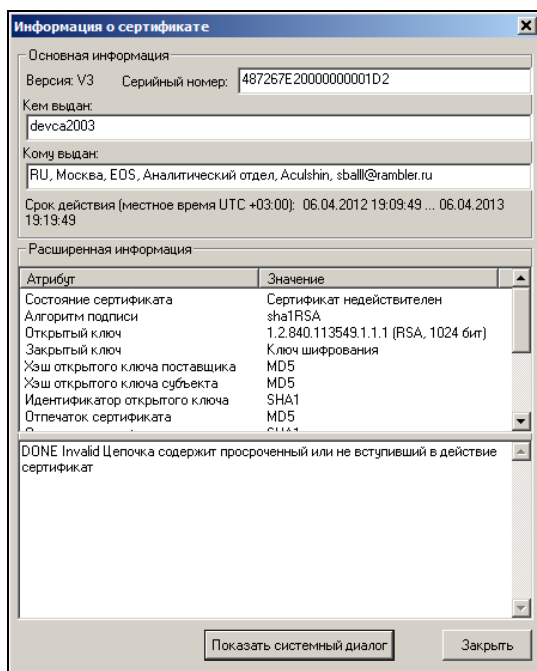 Информация о сертификате
Основная информация
Версия: V3 Серийный номер: 487267E20000000001D2
Кем выдан:
devca2003
Кому выдан:
RU, Москва, EOS, Аналитический отдел, Aculshin, sballl@rambler.ru
Срок действия (местное время UTC +03:00): 06.04.2012 19:09:49 ... 06.04.2013
19:19:49
Расширенная информация
Атрибут Значение
Состояние сертификата Сертификат недействителен
Алгоритм подписи sha1RSA
Открытый ключ 1.2.840.113549.1.1.1 (RSA, 1024 бит)
Закрытый ключ Ключ шифрования
Хэш открытого ключа поставщика MD5
Хэш открытого ключа субъекта MD5
Идентификатор открытого ключа SHA1
Отпечаток сертификата MD5
SHA1
DONE Invalid Цепочка содержит просроченный или не вступивший в действие
сертификат
Показать системный диалог Закрыть